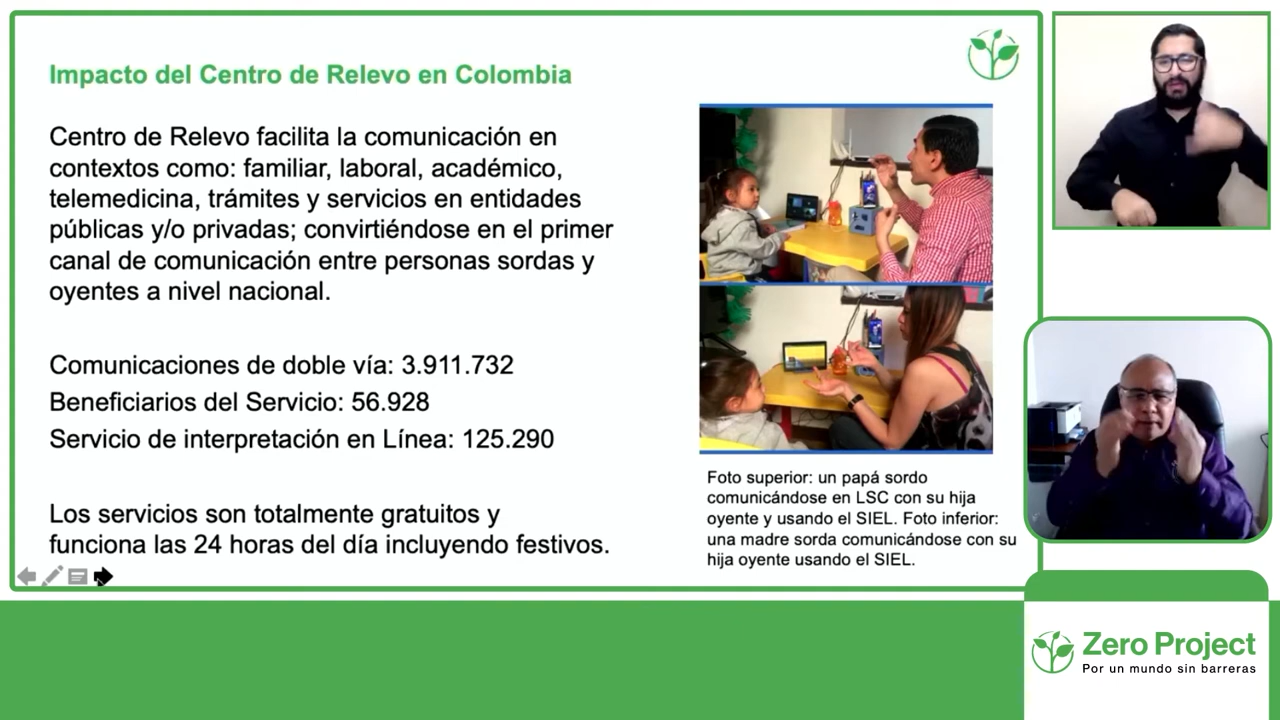 Impacto del Centro de Relevo en Colombia
Centro de Relevo facilita la comunicación en
contextos como: familiar, laboral, académico,
telemedicina, trámites y servicios en entidades
públicas y/o privadas; convirtiéndose en el primer
canal de comunicación entre personas sordas y
oyentes a nivel nacional.
Comunicaciones de doble vía: 3.911.732
Beneficiarios del Servicio: 56.928
Servicio de interpretación en Línea: 125.290
Los servicios son totalmente gratuitos y
funciona las 24 horas del día incluyendo festivos.
Foto superior: un papá sordo
comunicándose en LSC con su hija
oyente y usando el SIEL. Foto inferior:
una madre sorda comunicándose con su
hija oyente usando el SIEL.
Zero Project
Por un mundo sin barreras